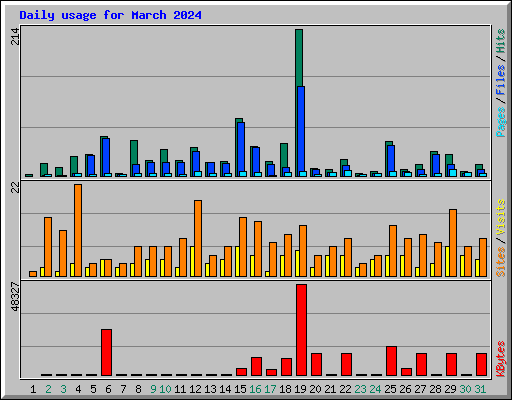 Daily usage for March 2024
214
22
48327
Pages / Files / Hits
Sites / Visits
KBytes
1 2 3 4 5 6 7 8 9 10 11 12 13 14 15 16 17 18 19 20 21 22 23 24 25 26 27 28 29 30 31